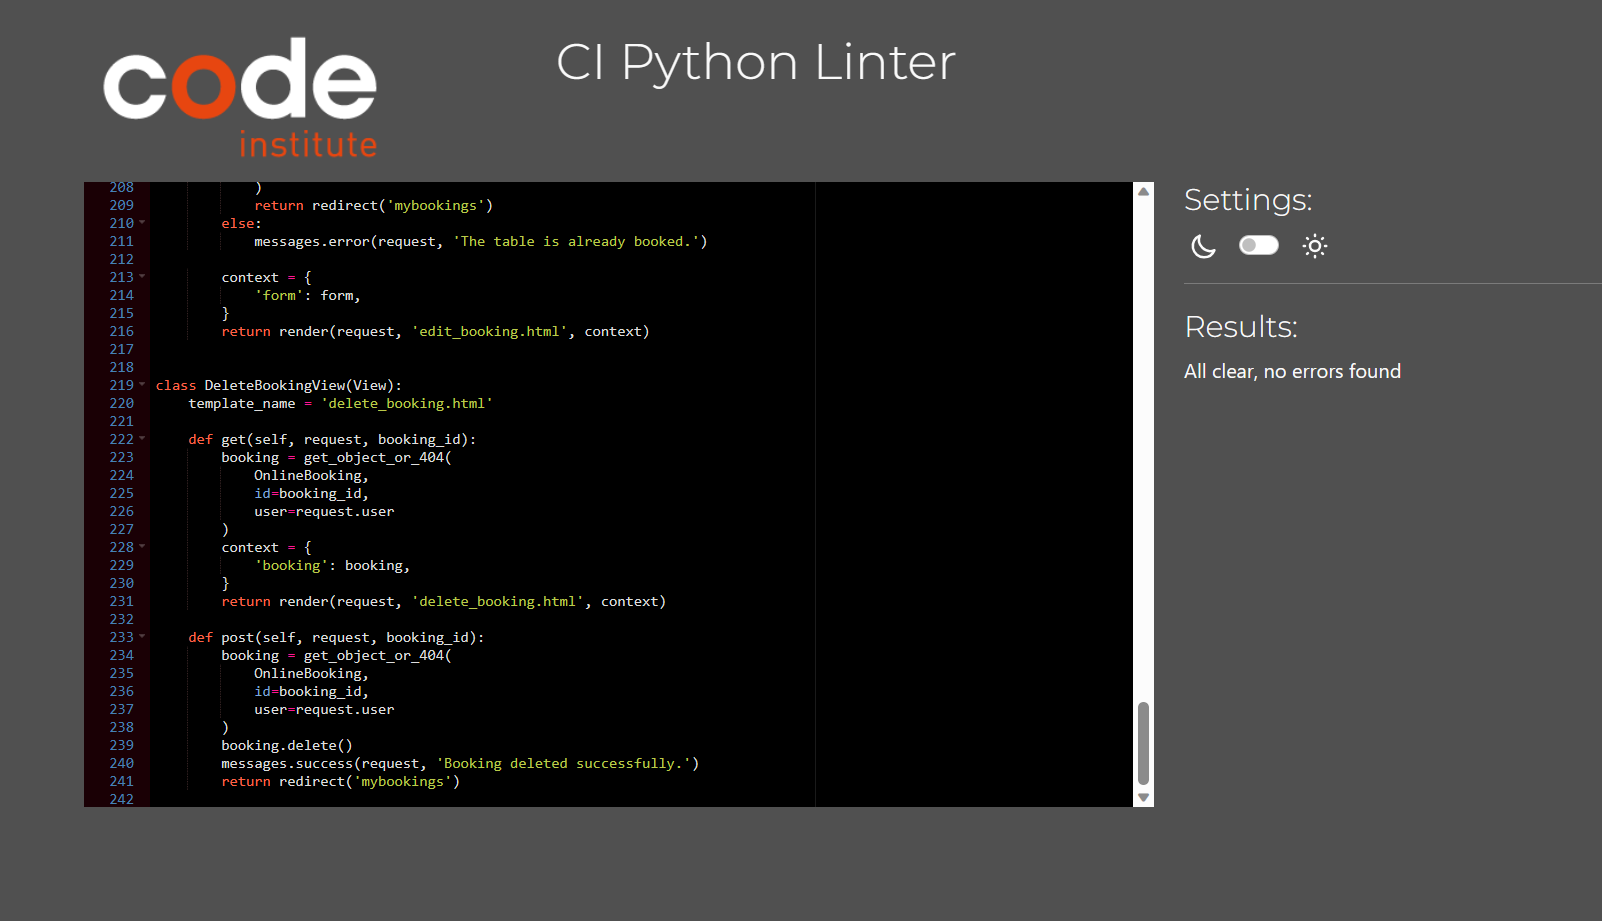 code
institute
CI Python Linter
208                 )
209                 return redirect('mybookings')
210             else:
211                 messages.error(request, 'The table is already booked.')
212
213         context = {
214             'form': form,
215         }
216         return render(request, 'edit_booking.html', context)
217
218
219 class DeleteBookingView(View):
220     template_name = 'delete_booking.html'
221
222     def get(self, request, booking_id):
223         booking = get_object_or_404(
224             OnlineBooking,
225             id=booking_id,
226             user=request.user
227         )
228         context = {
229             'booking': booking,
230         }
231         return render(request, 'delete_booking.html', context)
232
233     def post(self, request, booking_id):
234         booking = get_object_or_404(
235             OnlineBooking,
236             id=booking_id,
237             user=request.user
238         )
239         booking.delete()
240         messages.success(request, 'Booking deleted successfully.')
241         return redirect('mybookings')
242
Settings:
Results:
All clear, no errors found